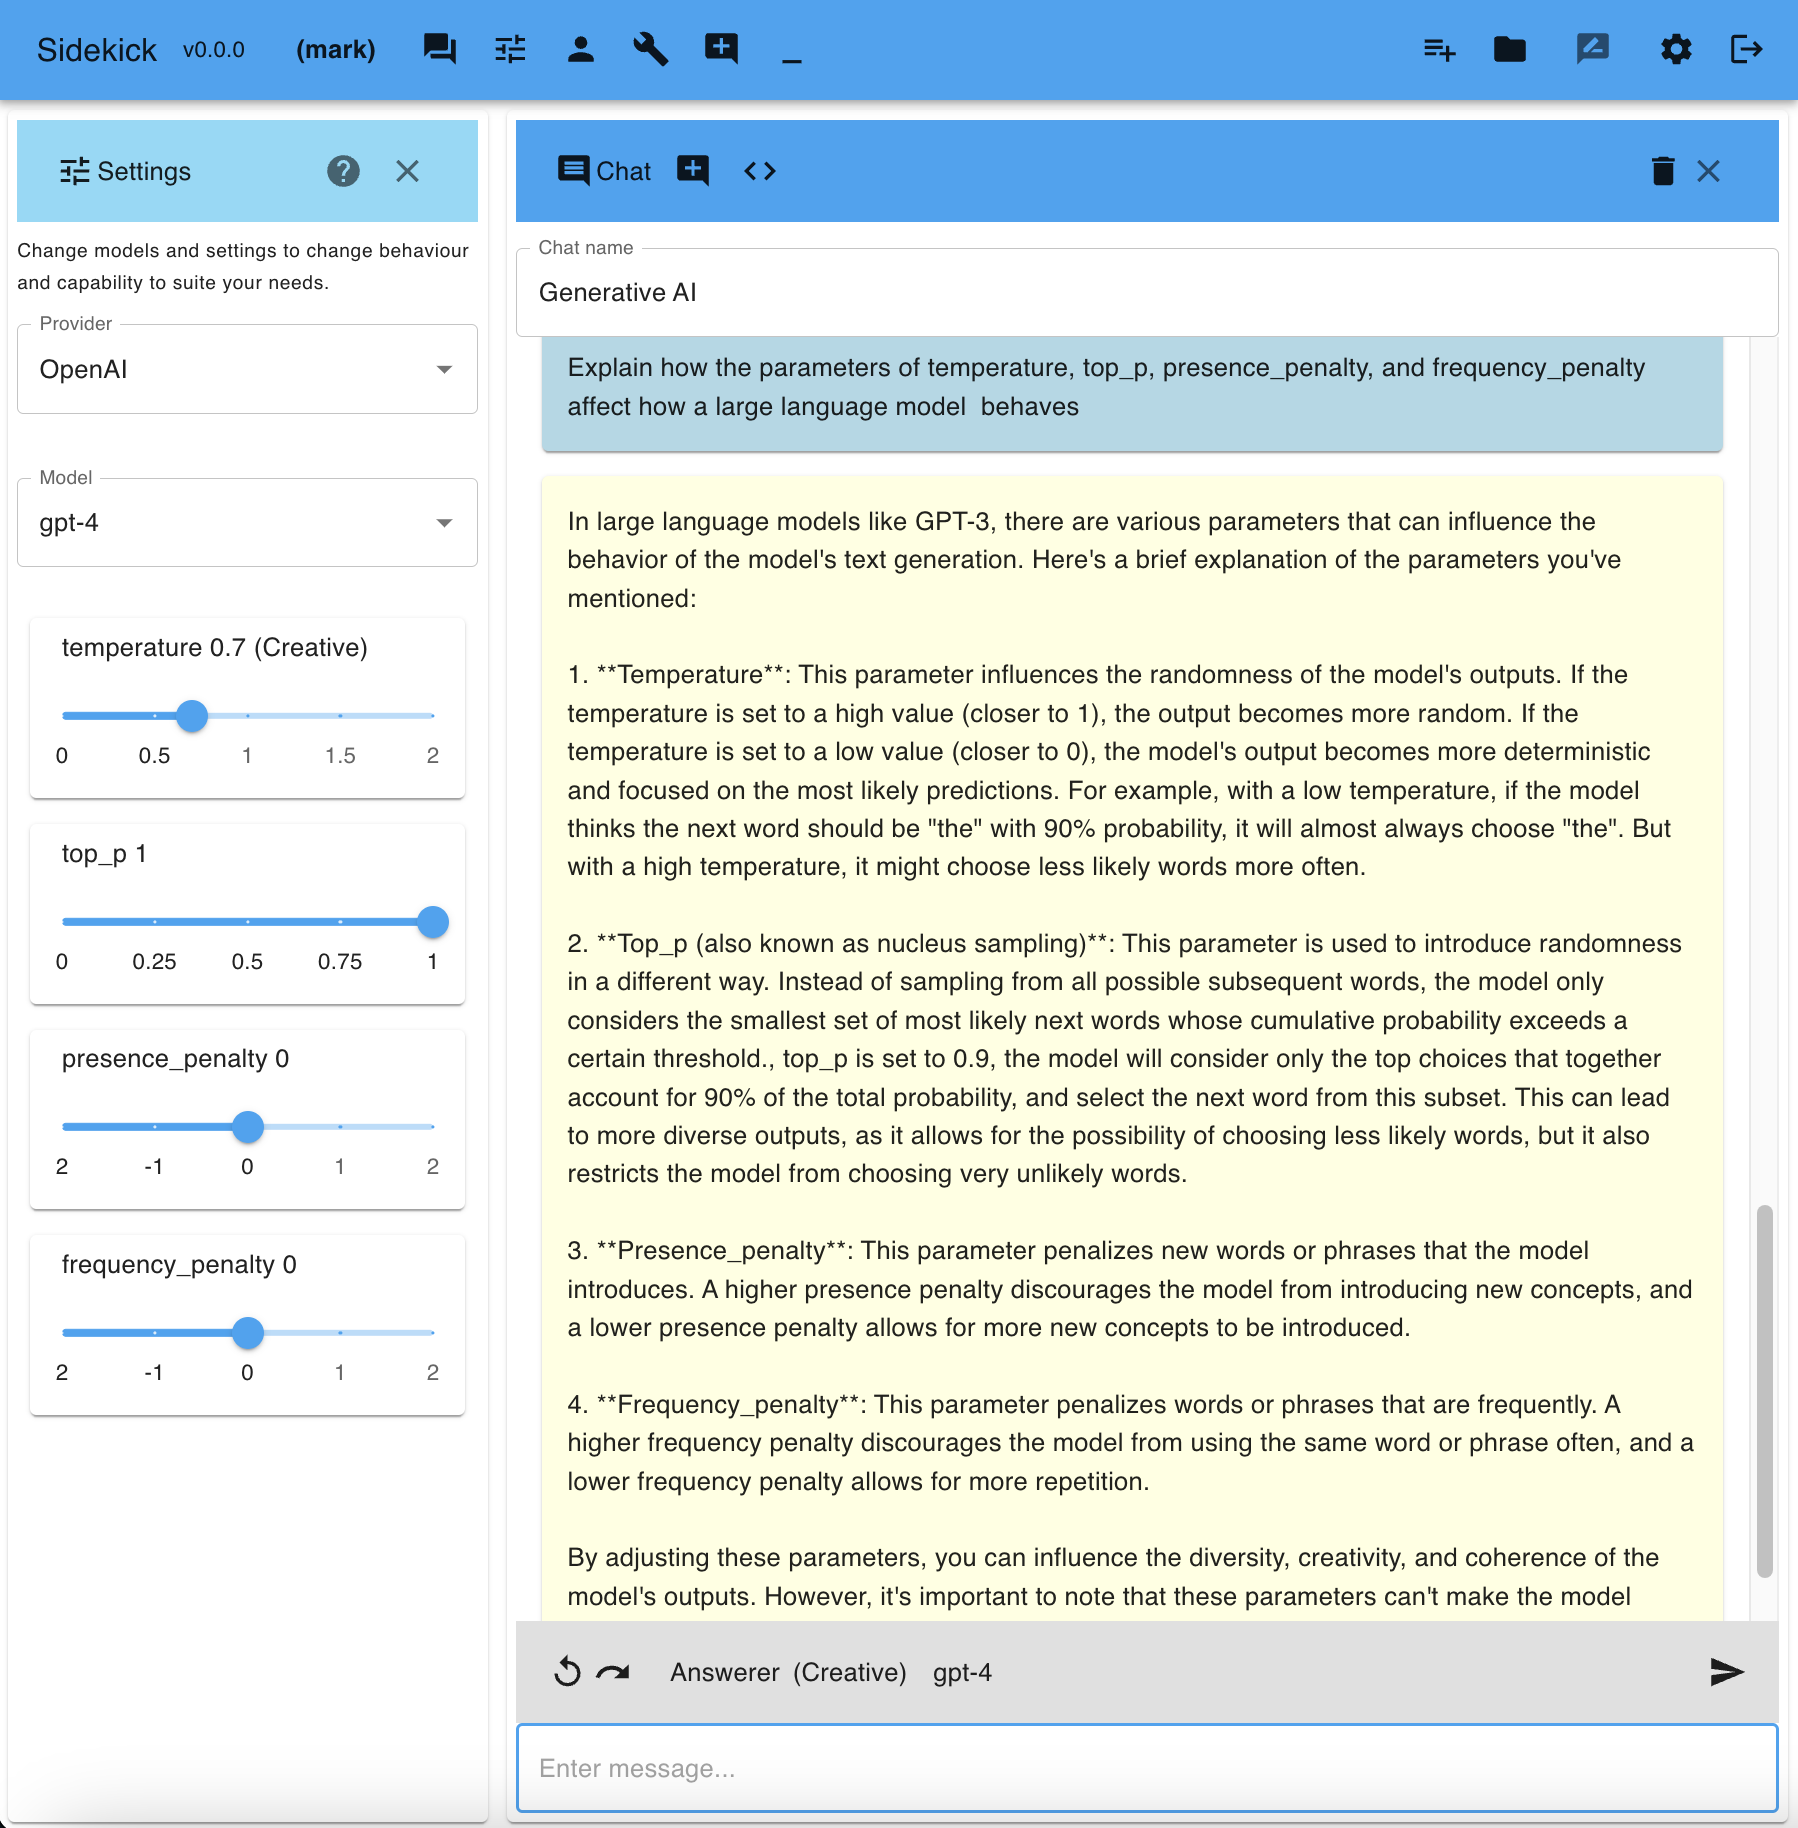 Sidekick v0.0.0 (mark)
Settings
Change models and settings to change behaviour
and capability to suite your needs.
Provider
OpenAI
Model
gpt-4
temperature 0.7 (Creative)
0 0.5 1 1.5 2
top_p 1
0 0.25 0.5 0.75 1
presence_penalty 0
2 -1 0 1 2
frequency_penalty 0
2 -1 0 1 2
Chat
Chat name
Generative AI
Explain how the parameters of temperature, top_p, presence_penalty, and frequency_penalty
affect how a large language model  behaves
In large language models like GPT-3, there are various parameters that can influence the
behavior of the model's text generation. Here's a brief explanation of the parameters you've
mentioned:
1. **Temperature**: This parameter influences the randomness of the model's outputs. If the
temperature is set to a high value (closer to 1), the output becomes more random. If the
temperature is set to a low value (closer to 0), the model's output becomes more deterministic
and focused on the most likely predictions. For example, with a low temperature, if the model
thinks the next word should be "the" with 90% probability, it will almost always choose "the". But
with a high temperature, it might choose less likely words more often.
2. **Top_p (also known as nucleus sampling)**: This parameter is used to introduce randomness
in a different way. Instead of sampling from all possible subsequent words, the model only
considers the smallest set of most likely next words whose cumulative probability exceeds a
certain threshold., top_p is set to 0.9, the model will consider only the top choices that together
account for 90% of the total probability, and select the next word from this subset. This can lead
to more diverse outputs, as it allows for the possibility of choosing less likely words, but it also
restricts the model from choosing very unlikely words.
3. **Presence_penalty**: This parameter penalizes new words or phrases that the model
introduces. A higher presence penalty discourages the model from introducing new concepts, and
a lower presence penalty allows for more new concepts to be introduced.
4. **Frequency_penalty**: This parameter penalizes words or phrases that are frequently. A
higher frequency penalty discourages the model from using the same word or phrase often, and a
lower frequency penalty allows for more repetition.
By adjusting these parameters, you can influence the diversity, creativity, and coherence of the
model's outputs. However, it's important to note that these parameters can't make the model
Answerer (Creative) gpt-4
Enter message...